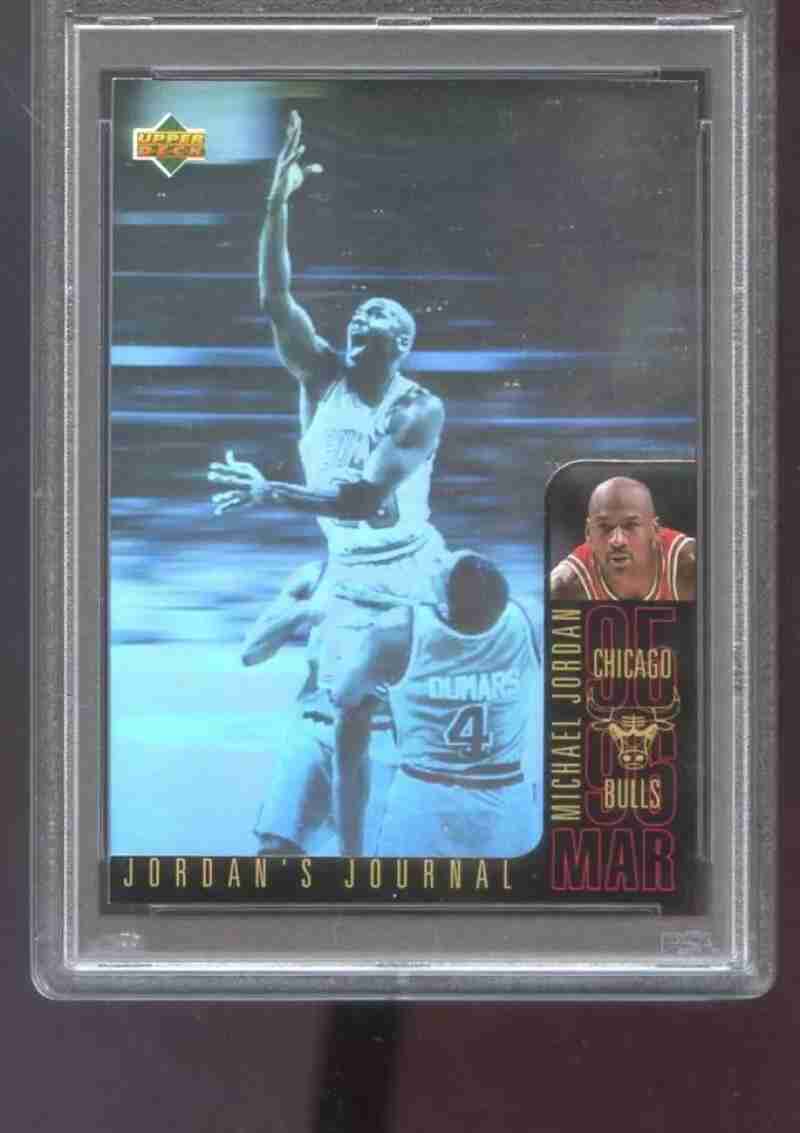 UPPER
DECK
DUMARS
4
MICHAEL JORDAN
95
CHICAGO
96
BULLS
MAR
JORDAN'S JOURNAL
PSA